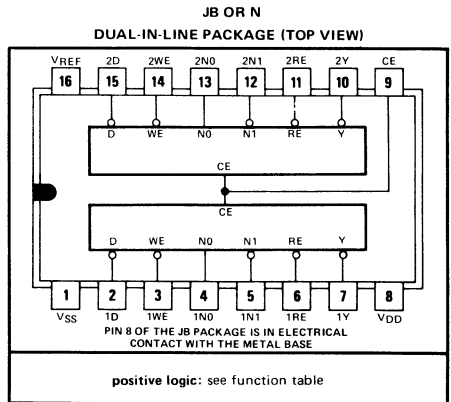 JB OR N
DUAL-IN-LINE PACKAGE (TOP VIEW)
VREF 2D 2WE 2N0 2N1 2RE 2Y CE
16 15 14 13 12 11 10 9
D WE N0 N1 RE Y
CE
CE
D WE N0 N1 RE Y
1 2 3 4 5 6 7 8
VSS 1D 1WE 1N0 1N1 1RE 1Y VDD
PIN 8 OF THE JB PACKAGE IS IN ELECTRICAL
CONTACT WITH THE METAL BASE
positive logic: see function table